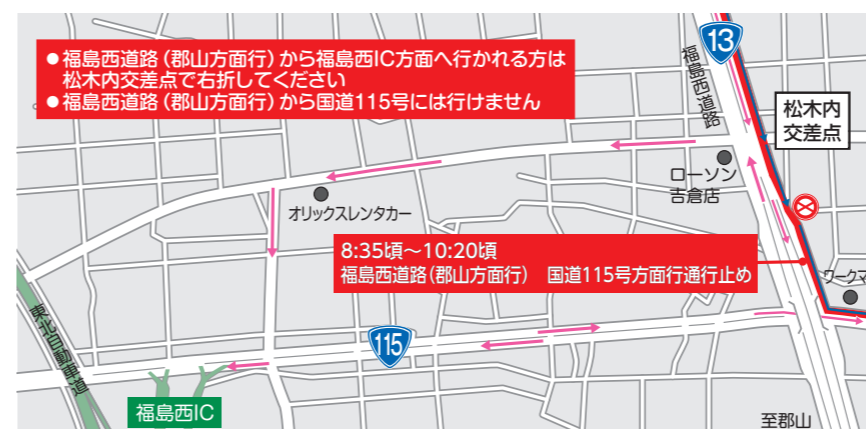 ● 福島西道路（郡山方面行）から福島西IC方面へ行かれる方は
松木内交差点で右折してください
● 福島西道路（郡山方面行）から国道115号には行けません
13
福島西道路
松木内
交差点
ローソン
吉倉店
オリックスレンタカー
8:35頃〜10:20頃
福島西道路（郡山方面行）　国道115号方面行通行止め
ワークマ
115
東北自動車道
福島西IC
至郡山